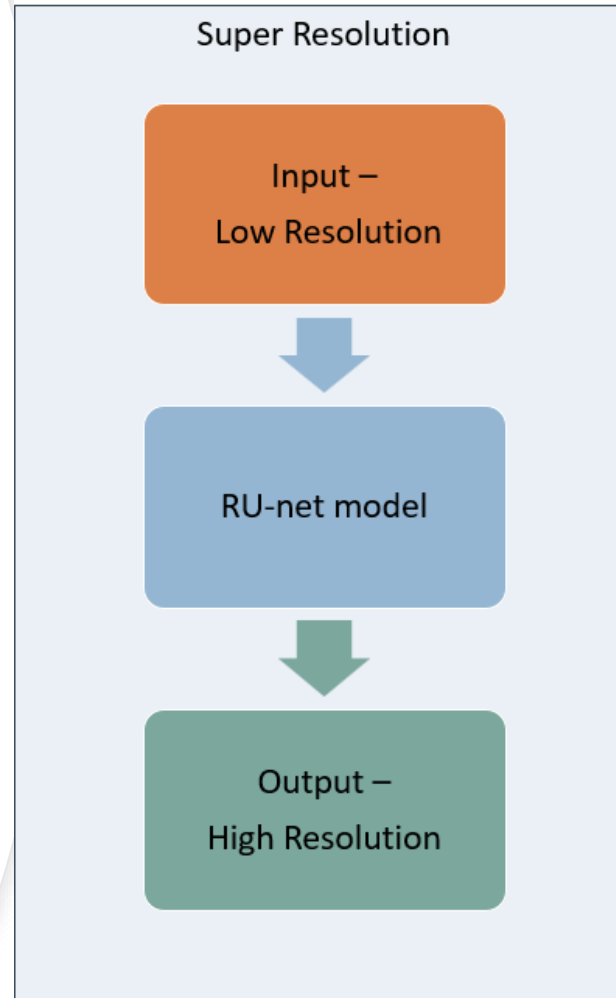 Super Resolution
Input –
Low Resolution
RU-net model
Output –
High Resolution